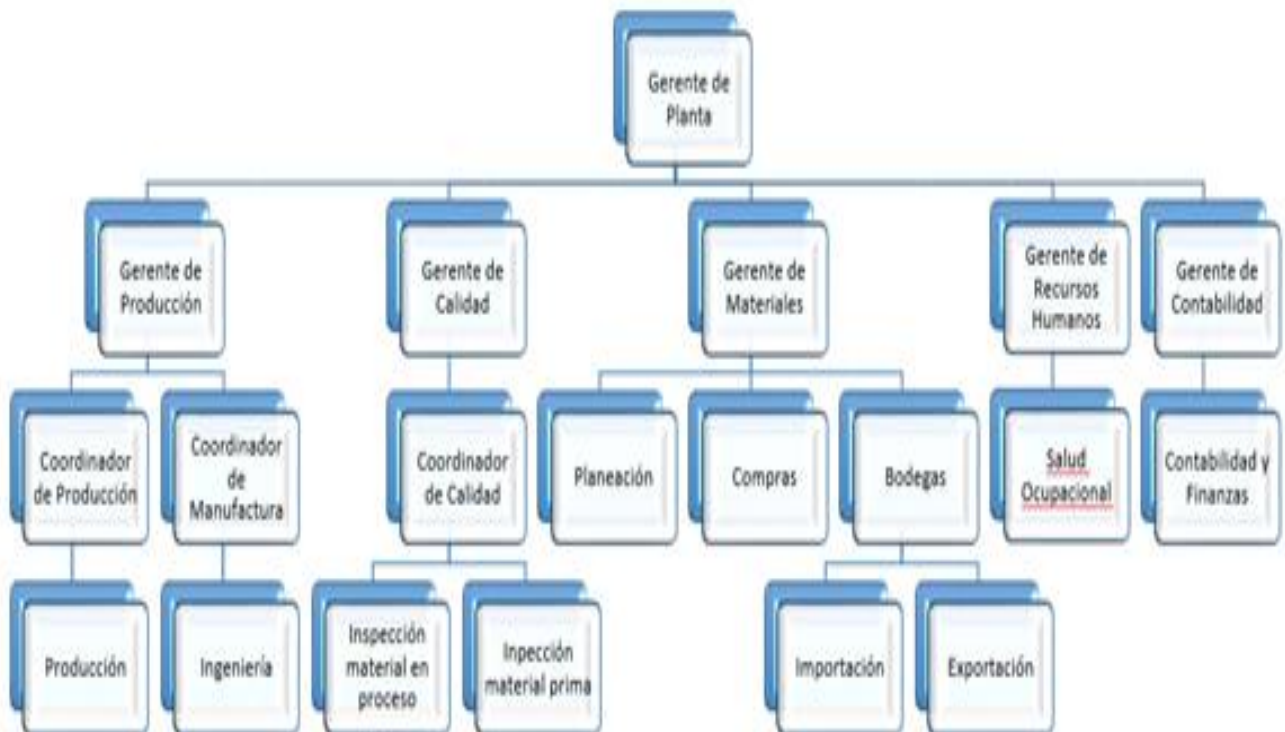 Gerente de
Planta
Gerente de
Producción
Gerente de
Calidad
Gerente de
Materiales
Gerente de
Recursos
Humanos
Gerente de
Contabilidad
Coordinador
de Producción
Coordinador
de
Manufactura
Coordinador
de Calidad
Planeación
Compras
Bodegas
Salud
Ocupacional
Contabilidad y
Finanzas
Producción
Ingeniería
Inspección
material en
proceso
Inpección
material prima
Importación
Exportación